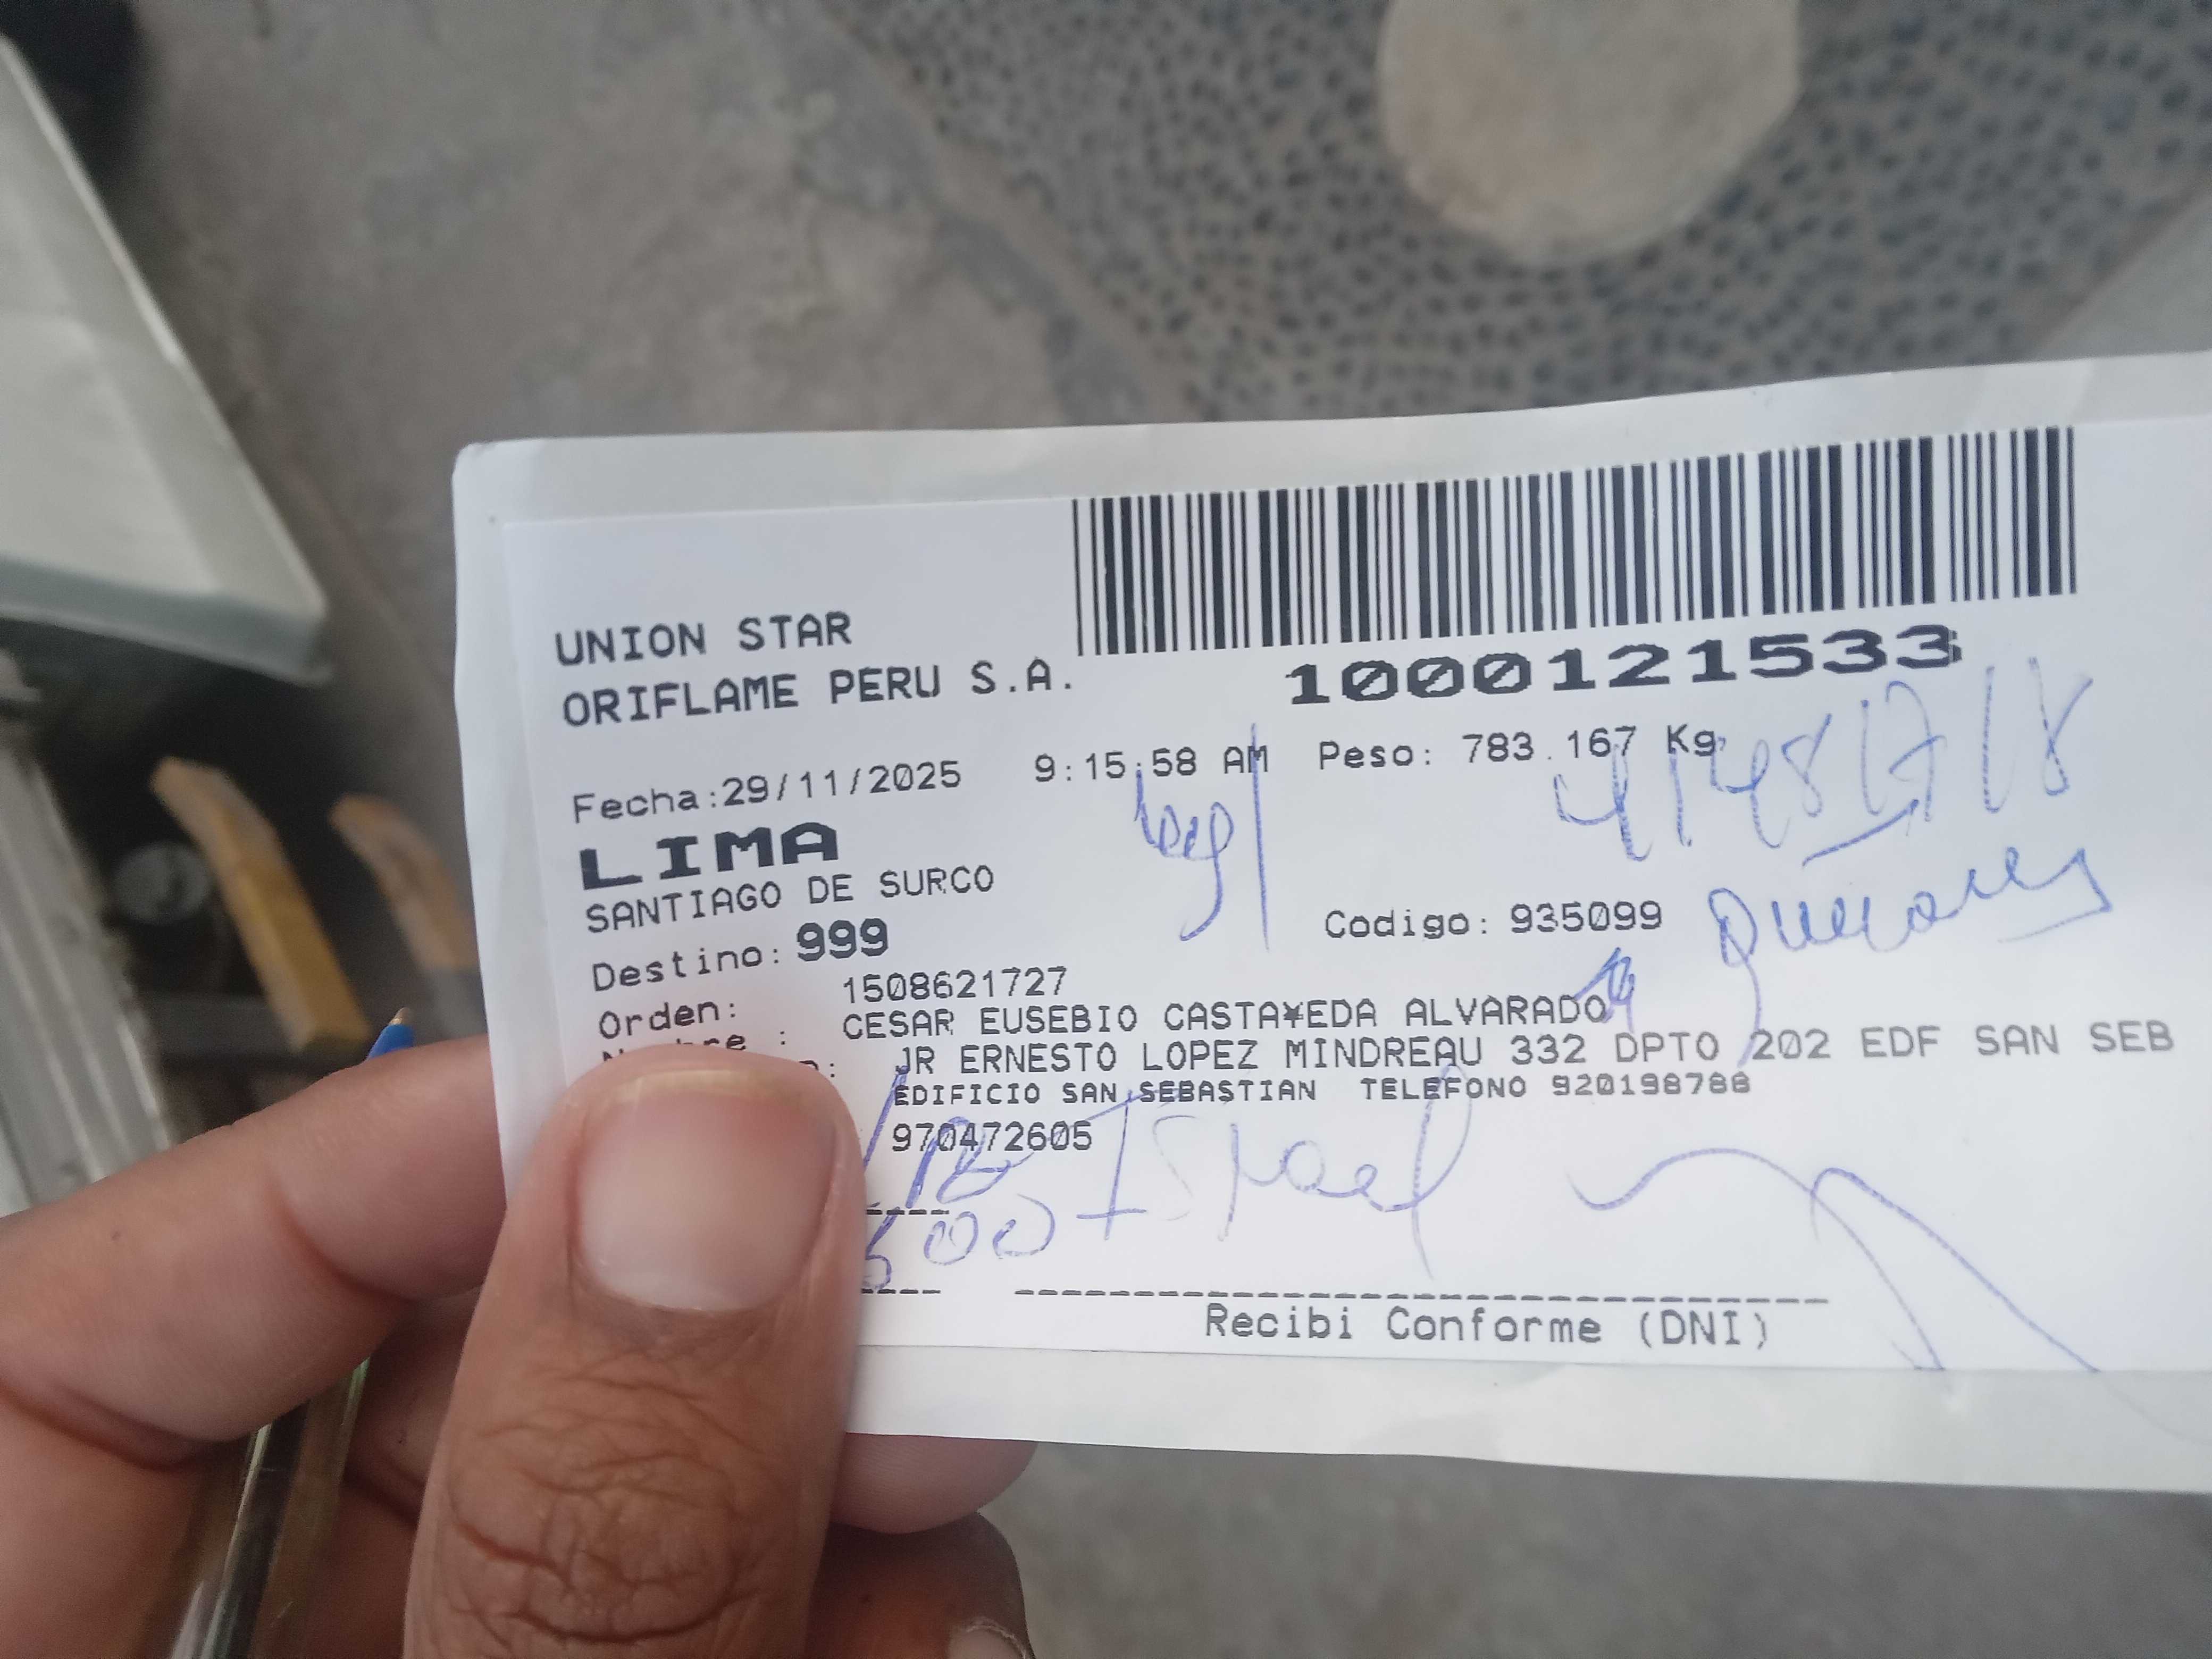 UNION STAR
ORIFLAME PERU S.A.
1000121533
Fecha:29/11/2025 9:15:58 AM Peso: 783.167 Kg
LIMA
SANTIAGO DE SURCO
Destino: 999 Codigo: 935099
Orden: 1508621727
CESAR EUSEBIO CASTA¥EDA ALVARADO
JR ERNESTO LOPEZ MINDREAU 332 DPTO 202 EDF SAN SEB
EDIFICIO SAN SEBASTIAN TELEFONO 920198788
970472605
Israel
Recibi Conforme (DNI)